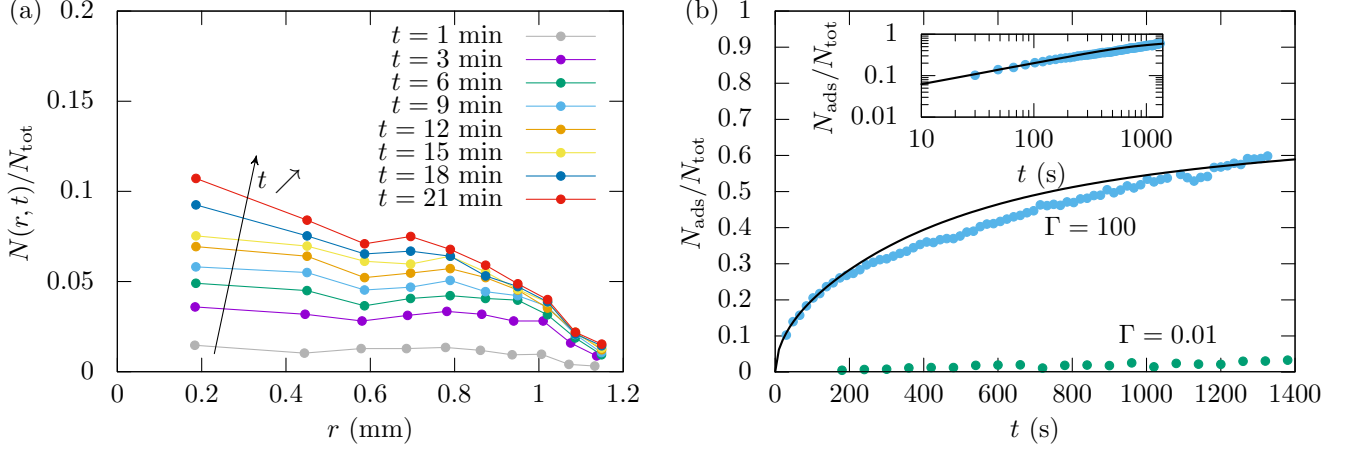 (a)
0.2
0.15
0.1
0.05
0
N(r, t)/N_tot
t = 1 min
t = 3 min
t = 6 min
t = 9 min
t = 12 min
t = 15 min
t = 18 min
t = 21 min
t ↗
0 0.2 0.4 0.6 0.8 1 1.2
r (mm)
(b)
1
0.9
0.8
0.7
0.6
0.5
0.4
0.3
0.2
0.1
0
N_ads/N_tot
1
0.1
0.01
N_ads/N_tot
10 100 1000
t (s)
Γ = 100
Γ = 0.01
0 200 400 600 800 1000 1200 1400
t (s)